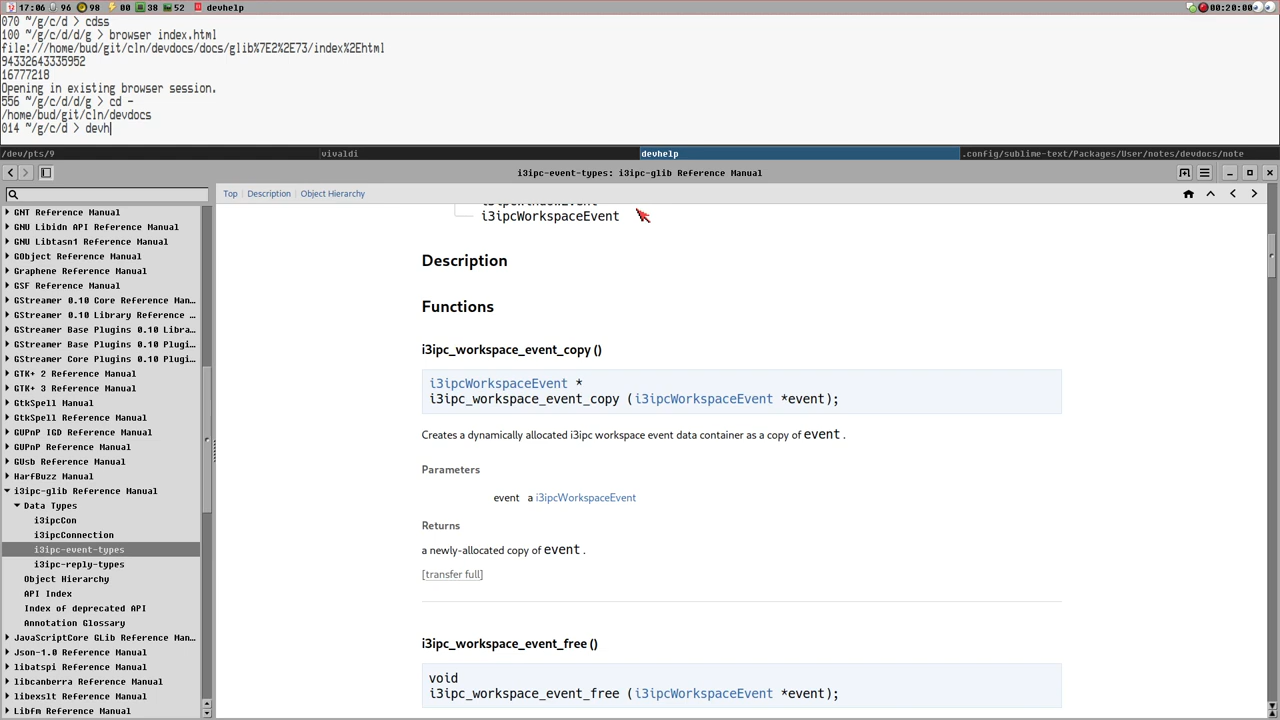 17:06 96 98 00 38 52 devhelp 00:20:00
070 ~/g/c/d > cdss
100 ~/g/c/d/d/g > browser index.html
file:///home/bud/git/cln/devdocs/docs/glib%7E2%2E73/index%2Ehtml
94332643335952
16777218
Opening in existing browser session.
556 ~/g/c/d/d/g > cd -
/home/bud/git/cln/devdocs
014 ~/g/c/d > devh
/dev/pts/9 vivaldi devhelp .config/sublime-text/Packages/User/notes/devdocs/note
i3ipc-event-types: i3ipc-glib Reference Manual
Top Description Object Hierarchy
GNT Reference Manual
GNU Libidn API Reference Manual
GNU Libtasn1 Reference Manual
GObject Reference Manual
Graphene Reference Manual
GSF Reference Manual
GStreamer 0.10 Core Reference Man...
GStreamer 0.10 Library Reference ...
GStreamer Base Plugins 0.10 Libra...
GStreamer Base Plugins 0.10 Plugi...
GStreamer Core Plugins 0.10 Plugi...
GTK+ 2 Reference Manual
GTK+ 3 Reference Manual
GtkSpell Manual
GtkSpell Reference Manual
GUPnP IGD Reference Manual
GUPnP Reference Manual
GUsb Reference Manual
HarfBuzz Manual
i3ipc-glib Reference Manual
Data Types
i3ipcCon
i3ipcConnection
i3ipc-event-types
i3ipc-reply-types
Object Hierarchy
API Index
Index of deprecated API
Annotation Glossary
JavaScriptCore GLib Reference Man...
Json-1.0 Reference Manual
libatspi Reference Manual
libcanberra Reference Manual
libexslt Reference Manual
Libfm Reference Manual
i3ipcWindowEvent
i3ipcWorkspaceEvent
Description
Functions
i3ipc_workspace_event_copy ()
i3ipcWorkspaceEvent *
i3ipc_workspace_event_copy (i3ipcWorkspaceEvent *event);
Creates a dynamically allocated i3ipc workspace event data container as a copy of event .
Parameters
event a i3ipcWorkspaceEvent
Returns
a newly-allocated copy of event .
[transfer full]
i3ipc_workspace_event_free ()
void
i3ipc_workspace_event_free (i3ipcWorkspaceEvent *event);